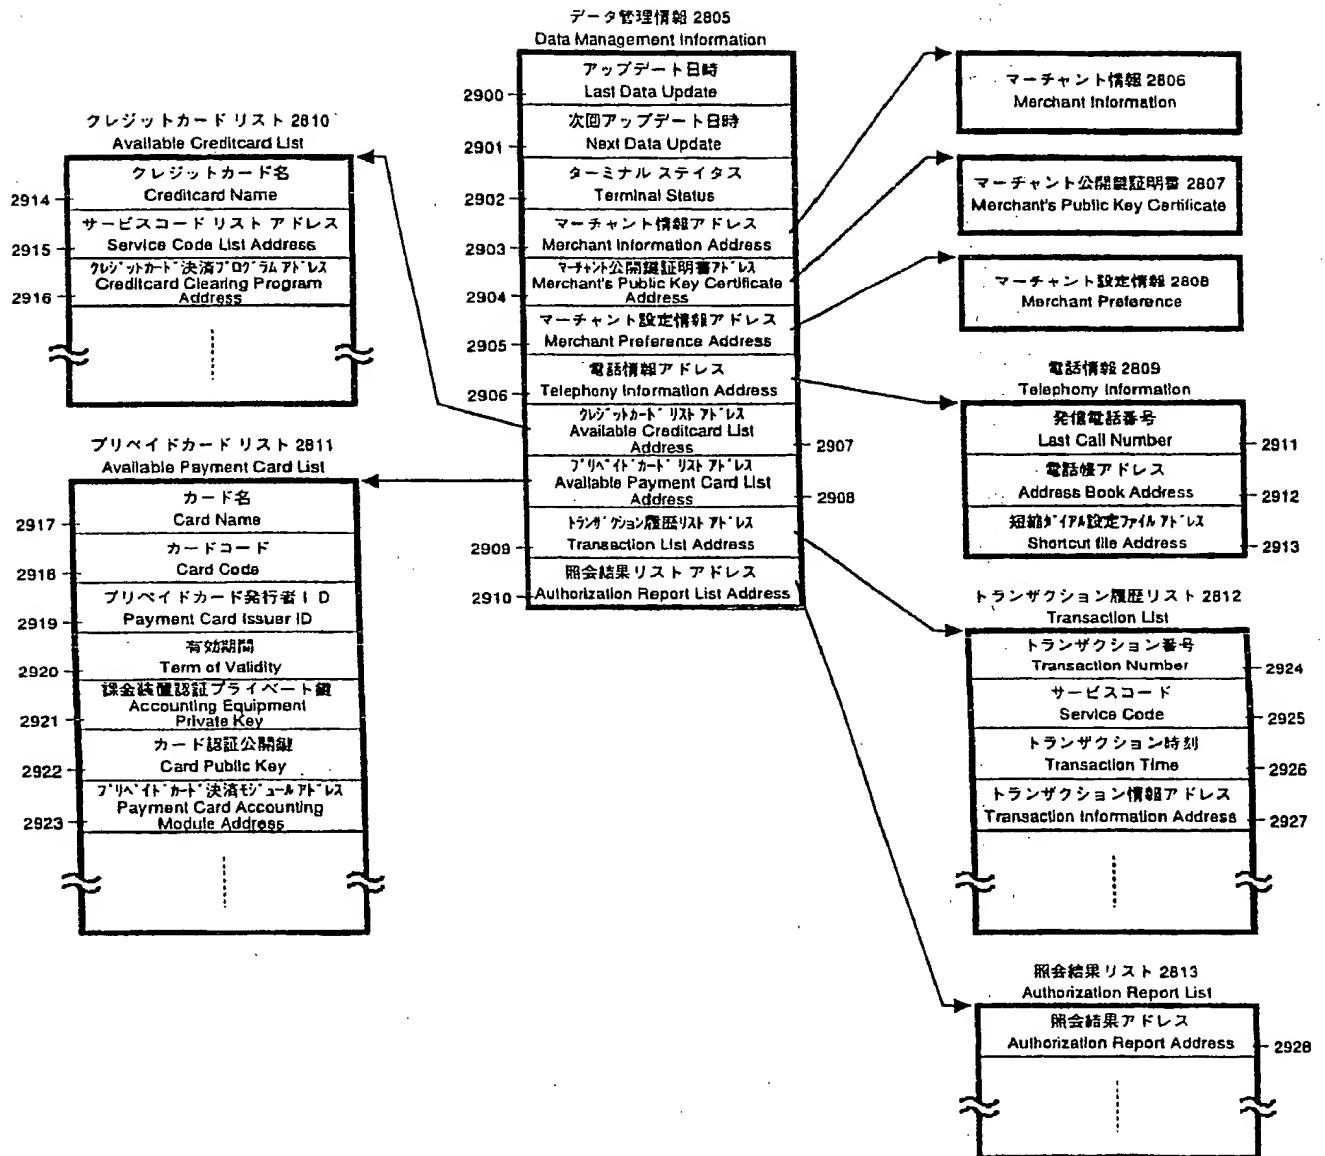 データ管理情報 2805
Data Management Information
2900
アップデート日時
Last Data Update
2901
次回アップデート日時
Next Data Update
2902
ターミナル ステイタス
Terminal Status
2903
マーチャント情報アドレス
Merchant Information Address
2904
マーチャント公開鍵証明書アドレス
Merchant's Public Key Certificate
Address
2905
マーチャント設定情報アドレス
Merchant Preference Address
2906
電話情報アドレス
Telephony Information Address
クレジットカード リスト アドレス
Available Creditcard List
Address
2907
プリペイドカード リスト アドレス
Available Payment Card List
Address
2908
2909
トランザクション履歴リスト アドレス
Transaction List Address
2910
照会結果リスト アドレス
Authorization Report List Address
クレジットカード リスト 2810
Available Creditcard List
2914
クレジットカード名
Creditcard Name
2915
サービスコード リスト アドレス
Service Code List Address
2916
クレジットカード決済プログラム アドレス
Creditcard Clearing Program
Address
プリペイドカード リスト 2811
Available Payment Card List
2917
カード名
Card Name
2918
カードコード
Card Code
2919
プリペイドカード発行者ID
Payment Card Issuer ID
2920
有効期間
Term of Validity
2921
課金装置認証プライベート鍵
Accounting Equipment
Private Key
2922
カード認証公開鍵
Card Public Key
2923
プリペイドカード決済モジュールアドレス
Payment Card Accounting
Module Address
マーチャント情報 2806
Merchant Information
マーチャント公開鍵証明書 2807
Merchant's Public Key Certificate
マーチャント設定情報 2808
Merchant Preference
電話情報 2809
Telephony Information
発信電話番号
Last Call Number
2911
電話帳アドレス
Address Book Address
2912
短縮ダイアル設定ファイル アドレス
Shortcut file Address
2913
トランザクション履歴リスト 2812
Transaction List
トランザクション番号
Transaction Number
2924
サービスコード
Service Code
2925
トランザクション時刻
Transaction Time
2926
トランザクション情報アドレス
Transaction Information Address
2927
照会結果リスト 2813
Authorization Report List
照会結果アドレス
Authorization Report Address
2928